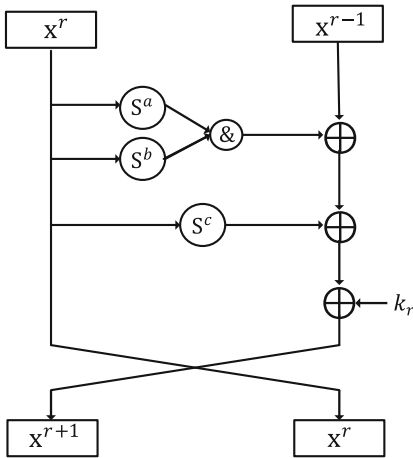 x^r
x^{r−1}
S^a
&
S^b
S^c
k_r
x^{r+1}
x^r